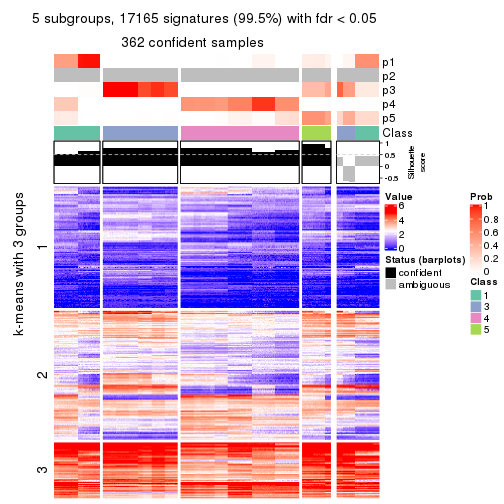 5 subgroups, 17165 signatures (99.5%) with fdr < 0.05
362 confident samples
p1
p2
p3
p4
p5
Class
1
0.5
0
-0.5
Silhouette
score
k-means with 3 groups
1
2
3
Value
6
4
2
0
Status (barplots)
confident
ambiguous
Prob
1
0.8
0.6
0.4
0.2
0
Class
1
3
4
5